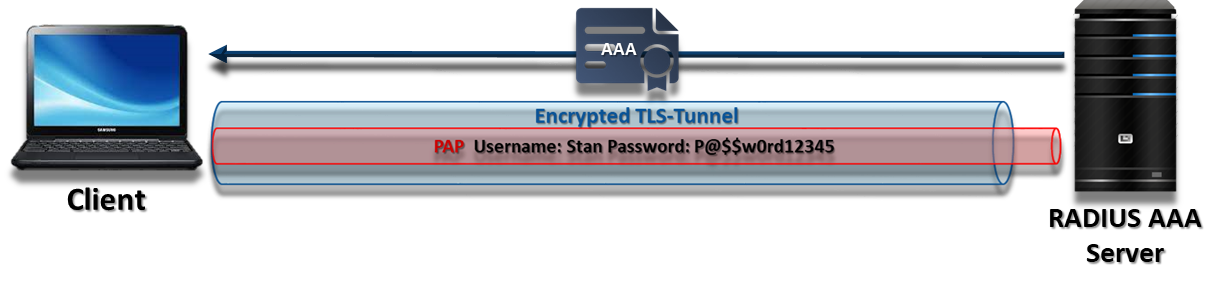 AAA
Encrypted TLS-Tunnel
PAP Username: Stan Password: P@$$w0rd12345
SAMSUNG
Client
RADIUS AAA
Server